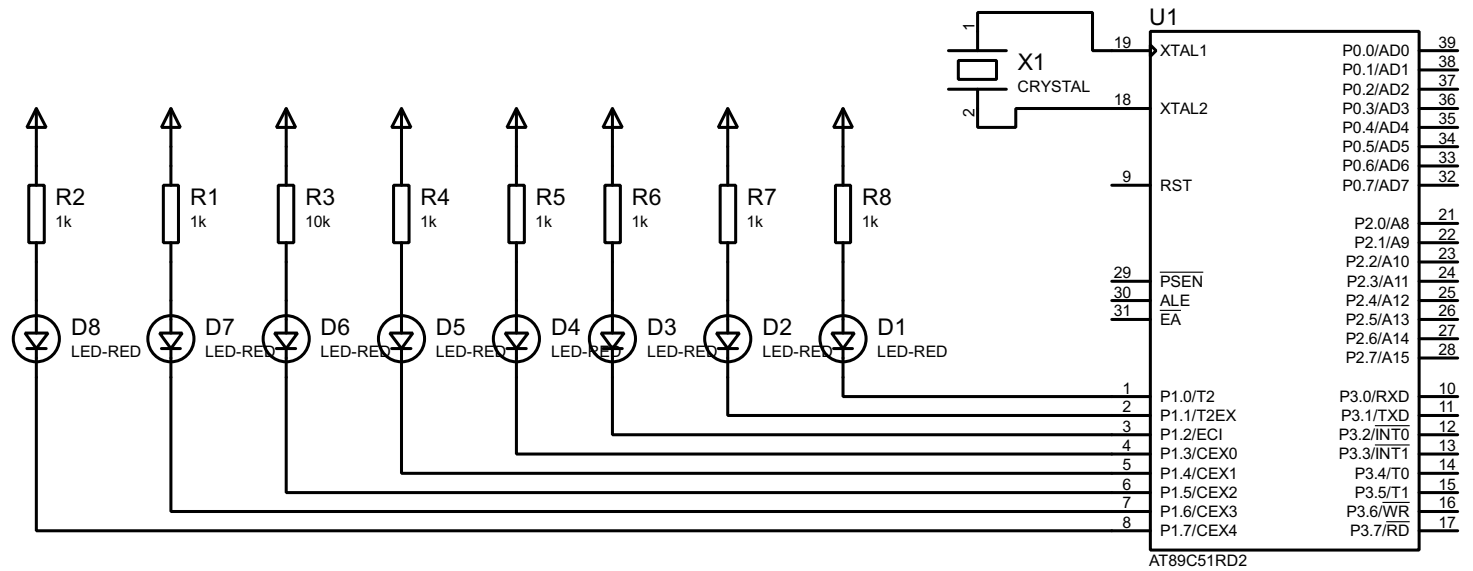 U1
1
19
XTAL1
P0.0/AD0
39
P0.1/AD1
38
X1
P0.2/AD2
37
CRYSTAL
2
18
XTAL2
P0.3/AD3
36
P0.4/AD4
35
P0.5/AD5
34
P0.6/AD6
33
9
RST
P0.7/AD7
32
R2
1k
R1
1k
R3
10k
R4
1k
R5
1k
R6
1k
R7
1k
R8
1k
P2.0/A8
21
P2.1/A9
22
P2.2/A10
23
29
PSEN
P2.3/A11
24
30
ALE
P2.4/A12
25
31
EA
P2.5/A13
26
P2.6/A14
27
P2.7/A15
28
D8
LED-RED
D7
LED-RED
D6
LED-RED
D5
LED-RED
D4
LED-RED
D3
LED-RED
D2
LED-RED
D1
LED-RED
1
P1.0/T2
P3.0/RXD
10
2
P1.1/T2EX
P3.1/TXD
11
3
P1.2/ECI
P3.2/INT0
12
4
P1.3/CEX0
P3.3/INT1
13
5
P1.4/CEX1
P3.4/T0
14
6
P1.5/CEX2
P3.5/T1
15
7
P1.6/CEX3
P3.6/WR
16
8
P1.7/CEX4
P3.7/RD
17
AT89C51RD2